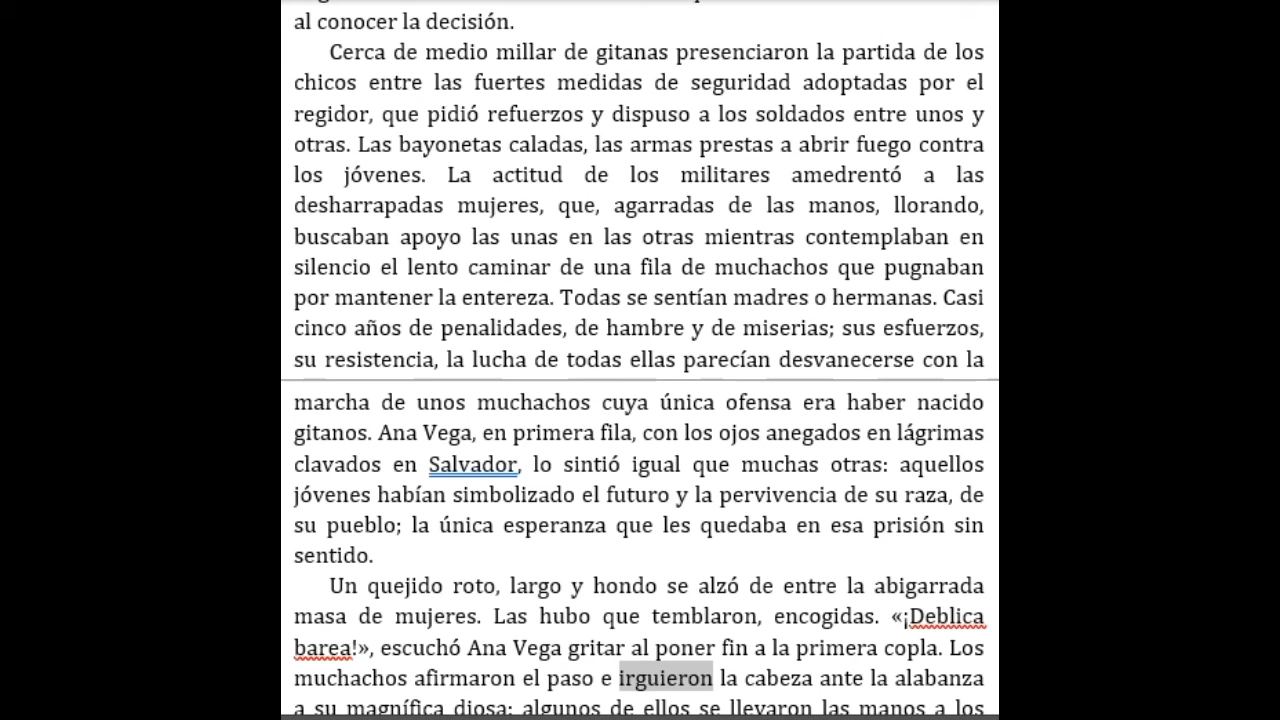 al conocer la decisión.
Cerca de medio millar de gitanas presenciaron la partida de los
chicos entre las fuertes medidas de seguridad adoptadas por el
regidor, que pidió refuerzos y dispuso a los soldados entre unos y
otras. Las bayonetas caladas, las armas prestas a abrir fuego contra
los jóvenes. La actitud de los militares amedrentó a las
desharrapadas mujeres, que, agarradas de las manos, llorando,
buscaban apoyo las unas en las otras mientras contemplaban en
silencio el lento caminar de una fila de muchachos que pugnaban
por mantener la entereza. Todas se sentían madres o hermanas. Casi
cinco años de penalidades, de hambre y de miserias; sus esfuerzos,
su resistencia, la lucha de todas ellas parecían desvanecerse con la
marcha de unos muchachos cuya única ofensa era haber nacido
gitanos. Ana Vega, en primera fila, con los ojos anegados en lágrimas
clavados en Salvador, lo sintió igual que muchas otras: aquellos
jóvenes habían simbolizado el futuro y la pervivencia de su raza, de
su pueblo; la única esperanza que les quedaba en esa prisión sin
sentido.
Un quejido roto, largo y hondo se alzó de entre la abigarrada
masa de mujeres. Las hubo que temblaron, encogidas. «¡Deblica
barea!», escuchó Ana Vega gritar al poner fin a la primera copla. Los
muchachos afirmaron el paso e irguieron la cabeza ante la alabanza
a su magnífica diosa; algunos de ellos se llevaron las manos a los